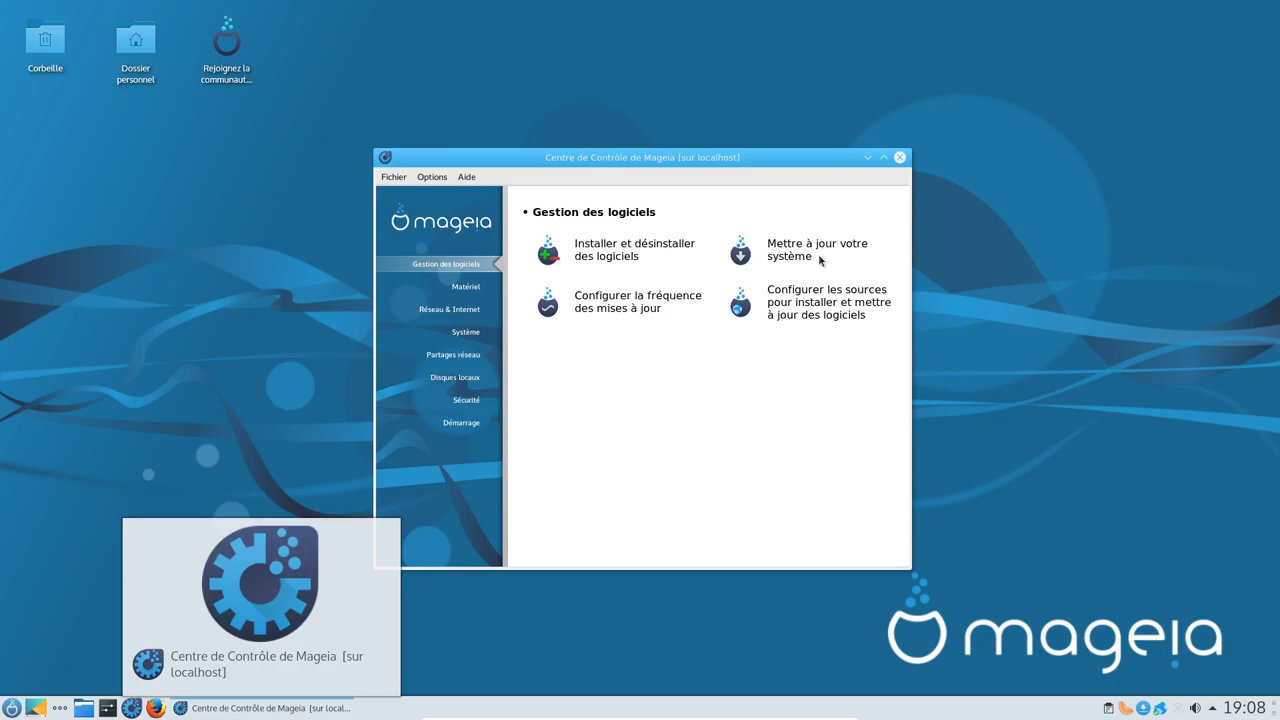 Corbeille
Dossier
personnel
Rejoignez la
communaut...
Centre de Contrôle de Mageia [sur localhost]
Fichier Options Aide
mageia
Gestion des logiciels
Matériel
Réseau & Internet
Système
Partages réseau
Disques locaux
Sécurité
Démarrage
• Gestion des logiciels
Installer et désinstaller
des logiciels
Mettre à jour votre
système
Configurer la fréquence
des mises à jour
Configurer les sources
pour installer et mettre
à jour des logiciels
mageia
Centre de Contrôle de Mageia [sur
localhost]
Centre de Contrôle de Mageia [sur local...
19:08